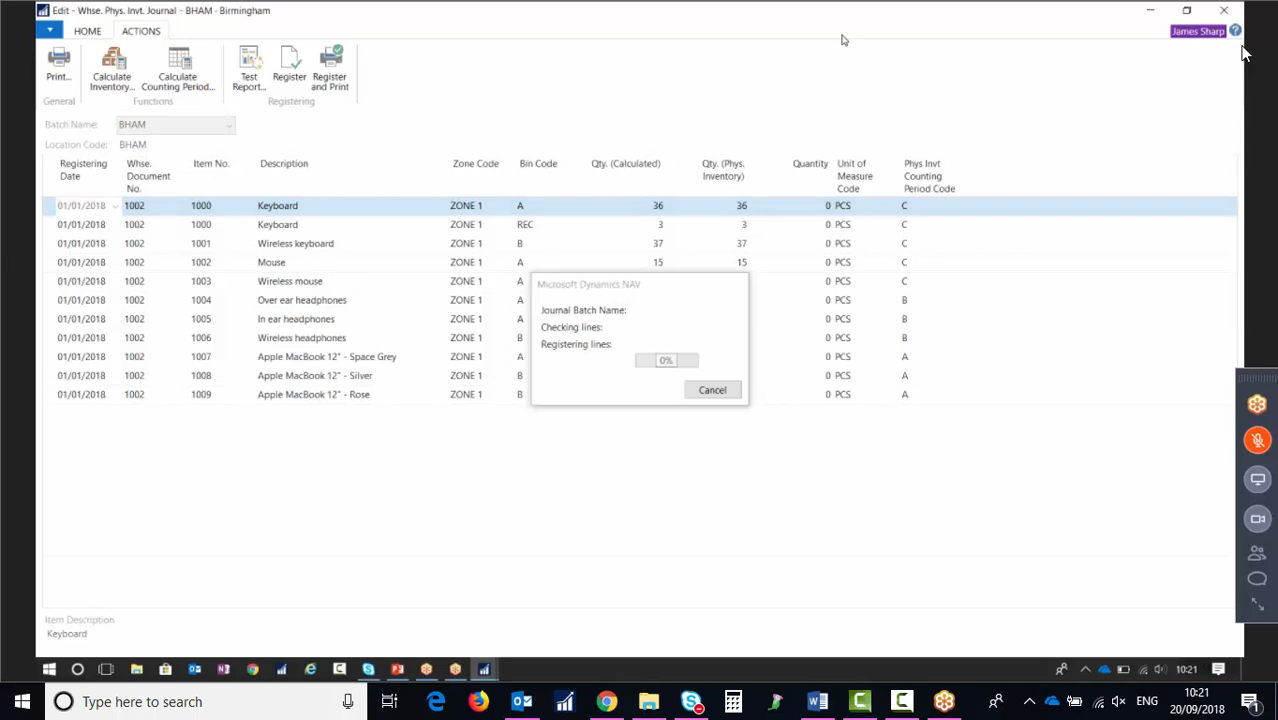 Edit - Whse. Phys. Invt. Journal - BHAM - Birmingham
HOME ACTIONS
James Sharp
Print... Calculate Inventory... Calculate Counting Period... Test Report... Register Register and Print
General Functions Registering
Batch Name: BHAM
Location Code: BHAM
Registering Date Whse. Document No. Item No. Description Zone Code Bin Code Qty. (Calculated) Qty. (Phys. Inventory) Quantity Unit of Measure Code Phys Invt Counting Period Code
01/01/2018 1002 1000 Keyboard ZONE 1 A 36 36 0 PCS C
01/01/2018 1002 1000 Keyboard ZONE 1 REC 3 3 0 PCS C
01/01/2018 1002 1001 Wireless keyboard ZONE 1 B 37 37 0 PCS C
01/01/2018 1002 1002 Mouse ZONE 1 A 15 15 0 PCS C
01/01/2018 1002 1003 Wireless mouse ZONE 1 A 0 PCS C
01/01/2018 1002 1004 Over ear headphones ZONE 1 A 0 PCS B
01/01/2018 1002 1005 In ear headphones ZONE 1 A 0 PCS B
01/01/2018 1002 1006 Wireless headphones ZONE 1 B 0 PCS B
01/01/2018 1002 1007 Apple MacBook 12" - Space Grey ZONE 1 A 0 PCS A
01/01/2018 1002 1008 Apple MacBook 12" - Silver ZONE 1 B 0 PCS A
01/01/2018 1002 1009 Apple MacBook 12" - Rose ZONE 1 B 0 PCS A
Microsoft Dynamics NAV
Journal Batch Name:
Checking lines:
Registering lines:
0%
Cancel
Item Description
Keyboard
10:21
Type here to search
ENG
10:21
20/09/2018
1